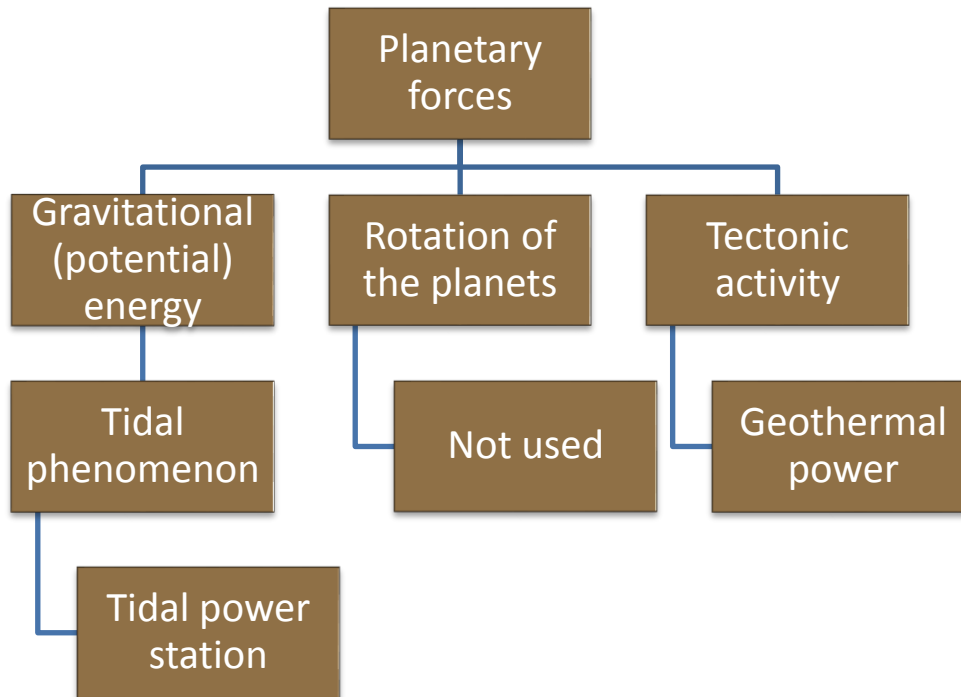 Planetary
forces
Gravitational
(potential)
energy
Rotation of
the planets
Tectonic
activity
Tidal
phenomenon
Not used
Geothermal
power
Tidal power
station